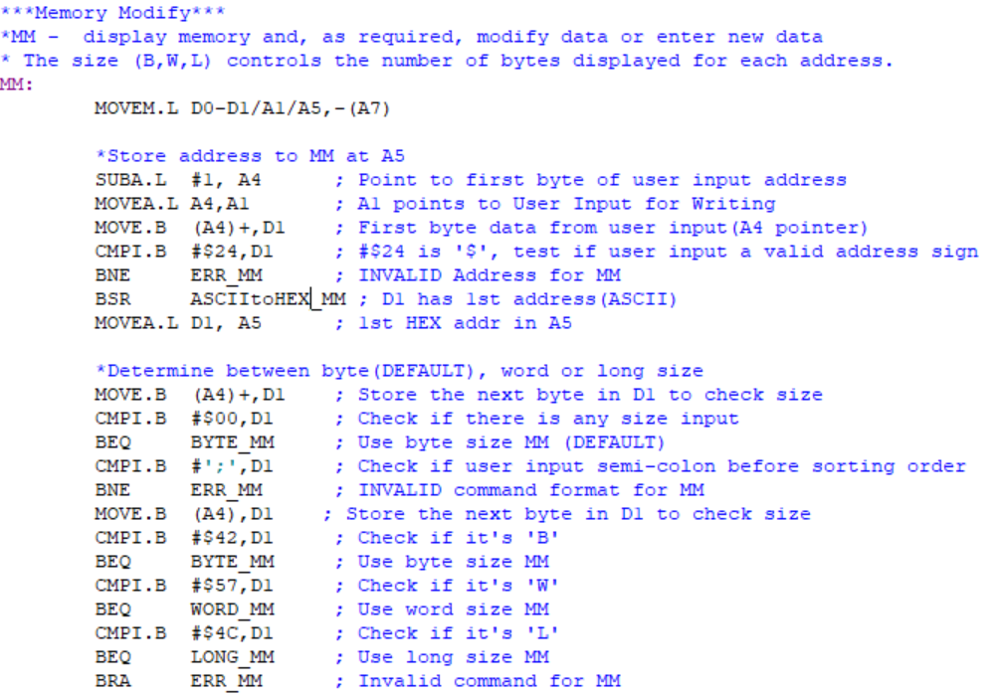 ***Memory Modify***
*MM -  display memory and, as required, modify data or enter new data
* The size (B,W,L) controls the number of bytes displayed for each address.
MM:
        MOVEM.L D0-D1/A1/A5,-(A7)

        *Store address to MM at A5
        SUBA.L  #1, A4      ; Point to first byte of user input address
        MOVEA.L A4,A1       ; A1 points to User Input for Writing
        MOVE.B  (A4)+,D1    ; First byte data from user input(A4 pointer)
        CMPI.B  #$24,D1     ; #$24 is '$', test if user input a valid address sign
        BNE     ERR_MM      ; INVALID Address for MM
        BSR     ASCIItoHEX_MM ; D1 has 1st address(ASCII)
        MOVEA.L D1, A5      ; 1st HEX addr in A5

        *Determine between byte(DEFAULT), word or long size
        MOVE.B  (A4)+,D1    ; Store the next byte in D1 to check size
        CMPI.B  #$00,D1     ; Check if there is any size input
        BEQ     BYTE_MM     ; Use byte size MM (DEFAULT)
        CMPI.B  #';',D1     ; Check if user input semi-colon before sorting order
        BNE     ERR_MM      ; INVALID command format for MM
        MOVE.B  (A4),D1    ; Store the next byte in D1 to check size
        CMPI.B  #$42,D1     ; Check if it's 'B'
        BEQ     BYTE_MM     ; Use byte size MM
        CMPI.B  #$57,D1     ; Check if it's 'W'
        BEQ     WORD_MM     ; Use word size MM
        CMPI.B  #$4C,D1     ; Check if it's 'L'
        BEQ     LONG_MM     ; Use long size MM
        BRA     ERR_MM      ; Invalid command for MM